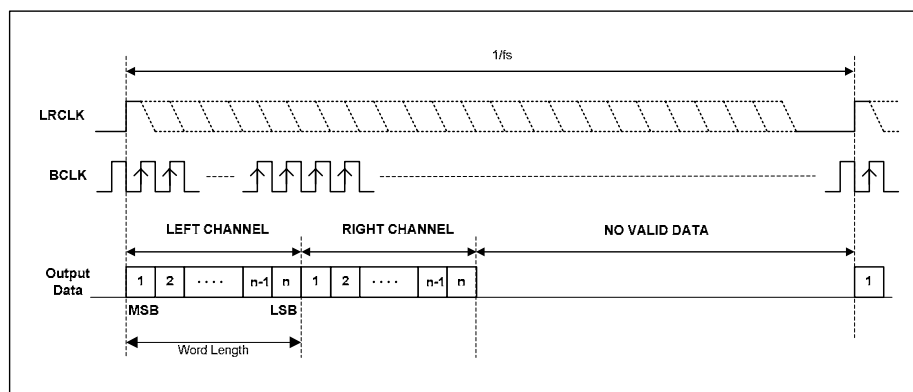 1/fs
LRCLK
BCLK
LEFT CHANNEL RIGHT CHANNEL NO VALID DATA
Output Data
1 2 .... n-1 n 1 2 .... n-1 n 1
MSB LSB
Word Length